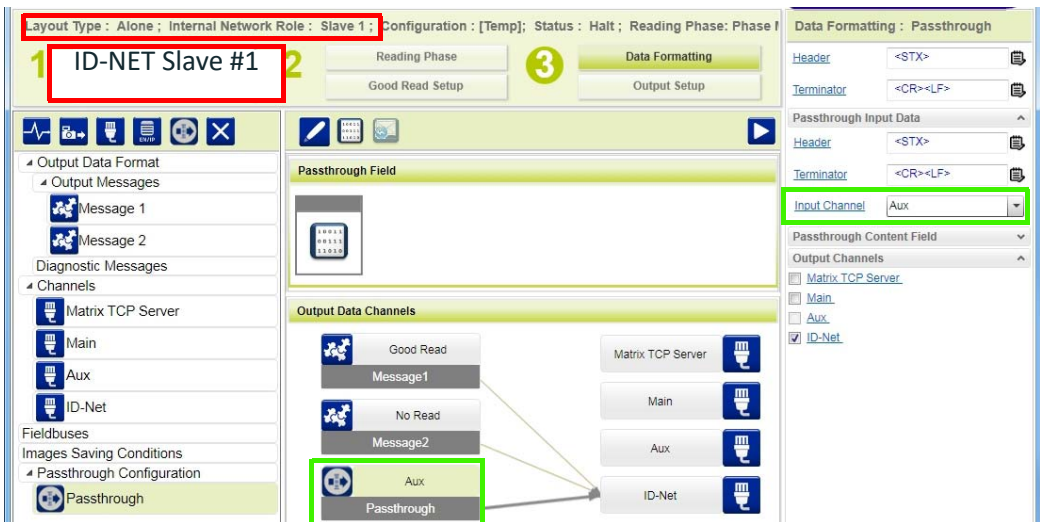 Layout Type : Alone ; Internal Network Role : Slave 1 ; Configuration : [Temp]; Status : Halt ; Reading Phase: Phase
1 ID-NET Slave #1 2 Reading Phase 3 Data Formatting
Good Read Setup Output Setup
EN/IP
Output Data Format
Output Messages
Message 1
Message 2
Diagnostic Messages
Channels
Matrix TCP Server
Main
Aux
ID-Net
Fieldbuses
Images Saving Conditions
Passthrough Configuration
Passthrough
Passthrough Field
10011
00111
11010
Output Data Channels
Good Read
Message1
No Read
Message2
Aux
Passthrough
Matrix TCP Server
Main
Aux
ID-Net
Data Formatting : Passthrough
Header <STX>
Terminator <CR><LF>
Passthrough Input Data
Header <STX>
Terminator <CR><LF>
Input Channel Aux
Passthrough Content Field
Output Channels
Matrix TCP Server
Main
Aux
ID-Net